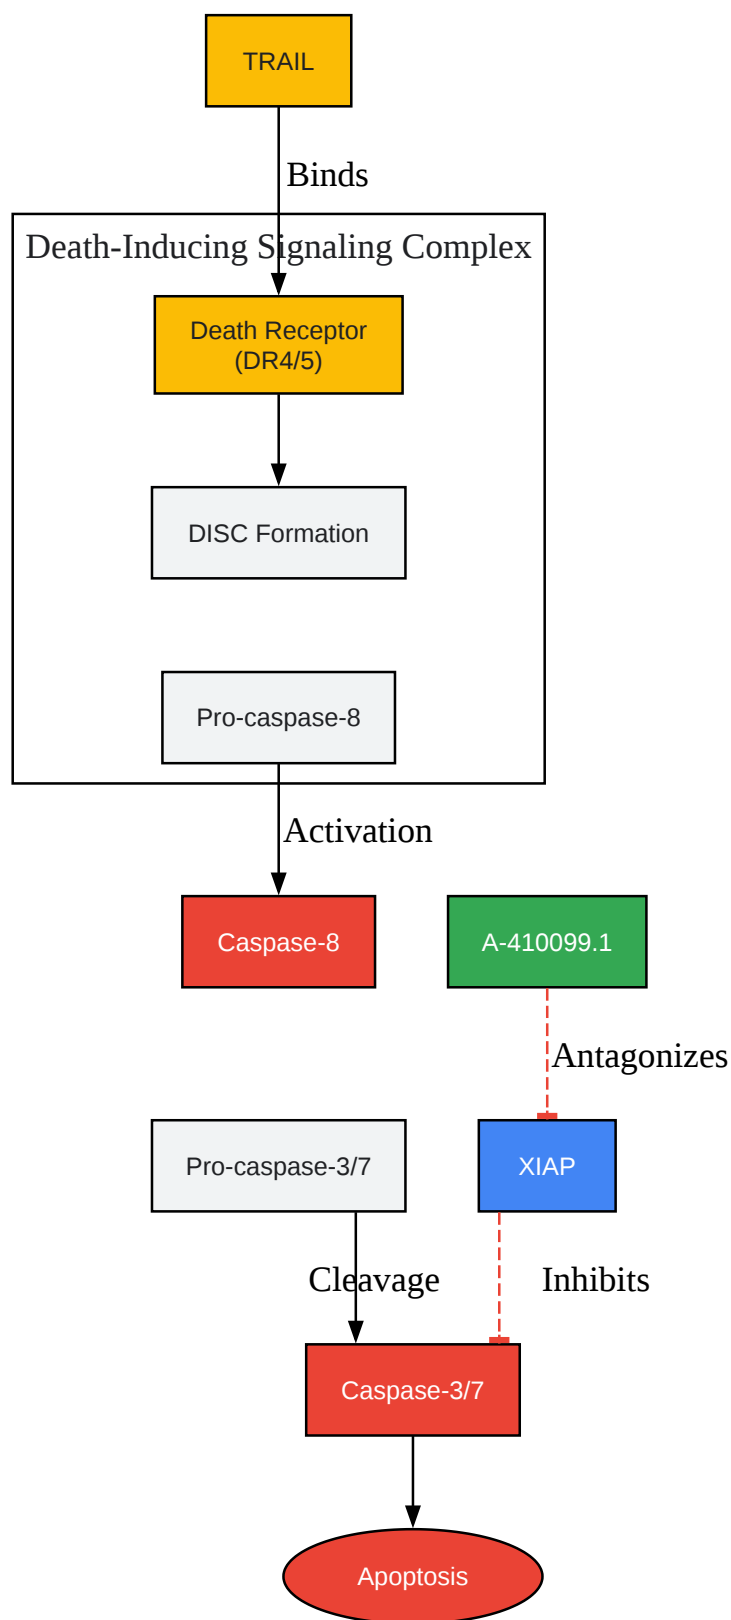 TRAIL
Binds
Death-Inducing Signaling Complex
Death Receptor
(DR4/5)
DISC Formation
Pro-caspase-8
Activation
Caspase-8
A-410099.1
Antagonizes
Pro-caspase-3/7
XIAP
Cleavage
Inhibits
Caspase-3/7
Apoptosis